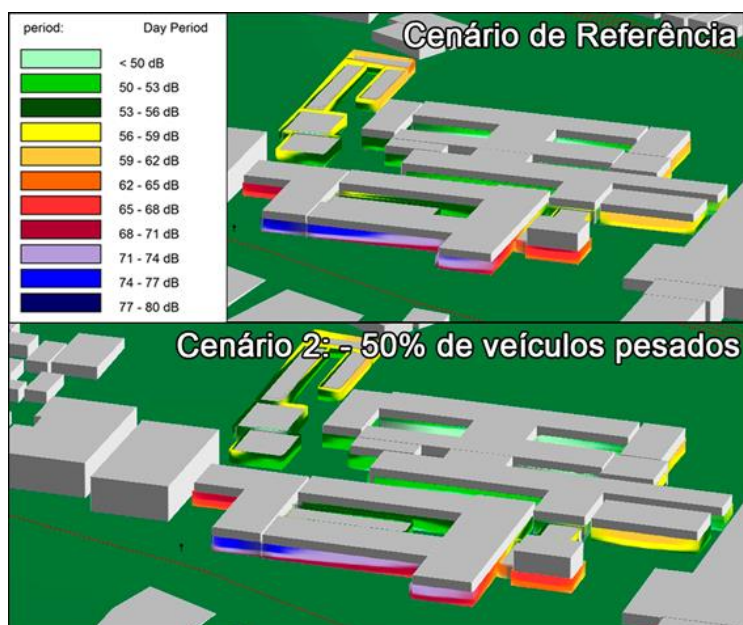 period: Day Period
< 50 dB
50 - 53 dB
53 - 56 dB
56 - 59 dB
59 - 62 dB
62 - 65 dB
65 - 68 dB
68 - 71 dB
71 - 74 dB
74 - 77 dB
77 - 80 dB
Cenário de Referência
Cenário 2: - 50% de veículos pesados